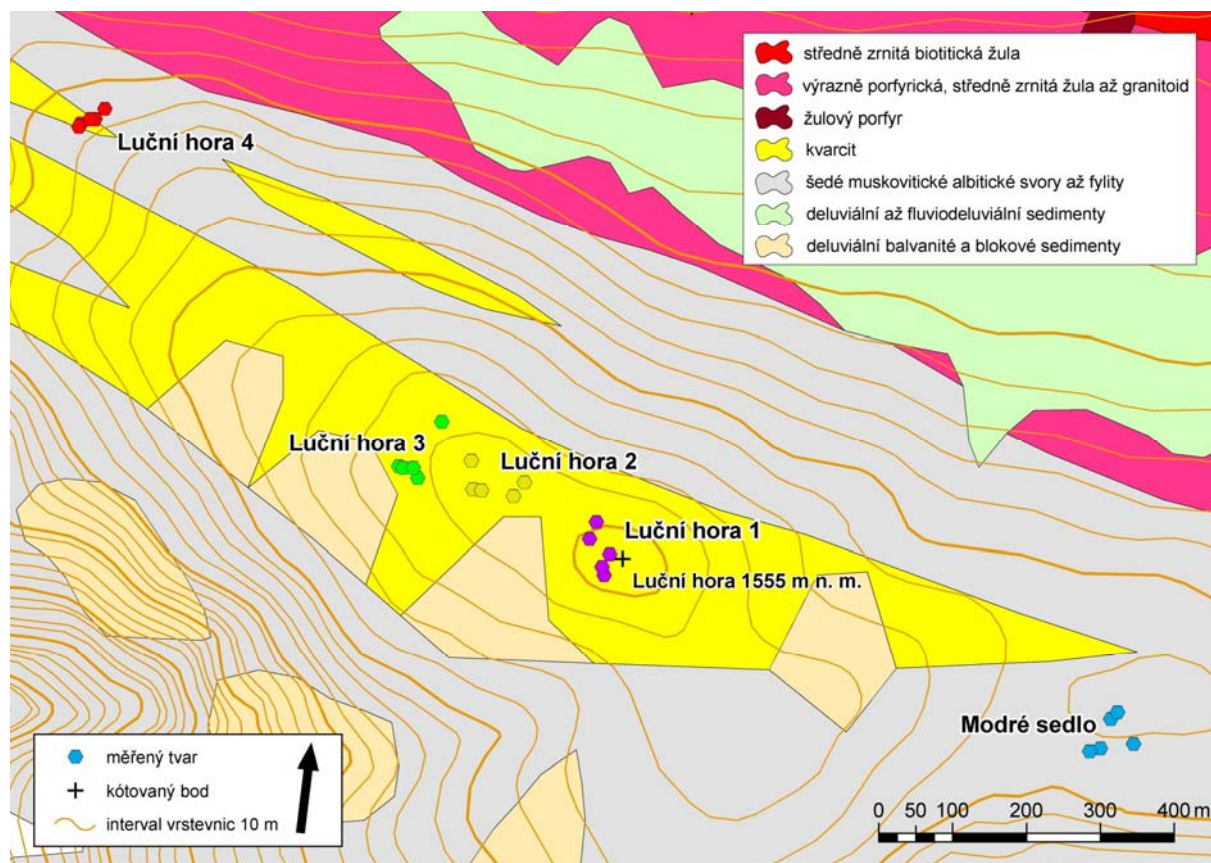 středně zrnitá biotitická žula
výrazně porfyrická, středně zrnitá žula až granitoid
žulový porfyr
kvarcit
šedé muskovitické albitické svory až fylity
deluviální až fluviodeluviální sedimenty
deluviální balvanité a blokové sedimenty
Luční hora 4
Luční hora 3
Luční hora 2
Luční hora 1
Luční hora 1555 m n. m.
Modré sedlo
měřený tvar
kótovaný bod
interval vrstevnic 10 m
0 50 100 200 300 400 m